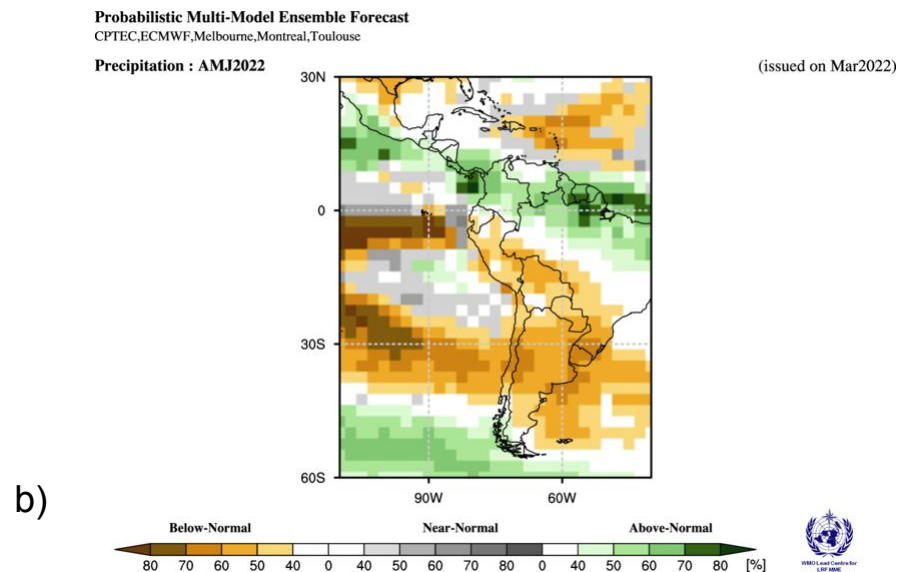 Probabilistic Multi-Model Ensemble Forecast
CPTEC,ECMWF,Melbourne,Montreal,Toulouse
Precipitation : AMJ2022 (issued on Mar2022)
30N
0
30S
60S
90W 60W
b)
Below-Normal Near-Normal Above-Normal
80 70 60 50 40 0 40 50 60 70 80 0 40 50 60 70 80 [%]
WMO Lead Centre for
LRF MME